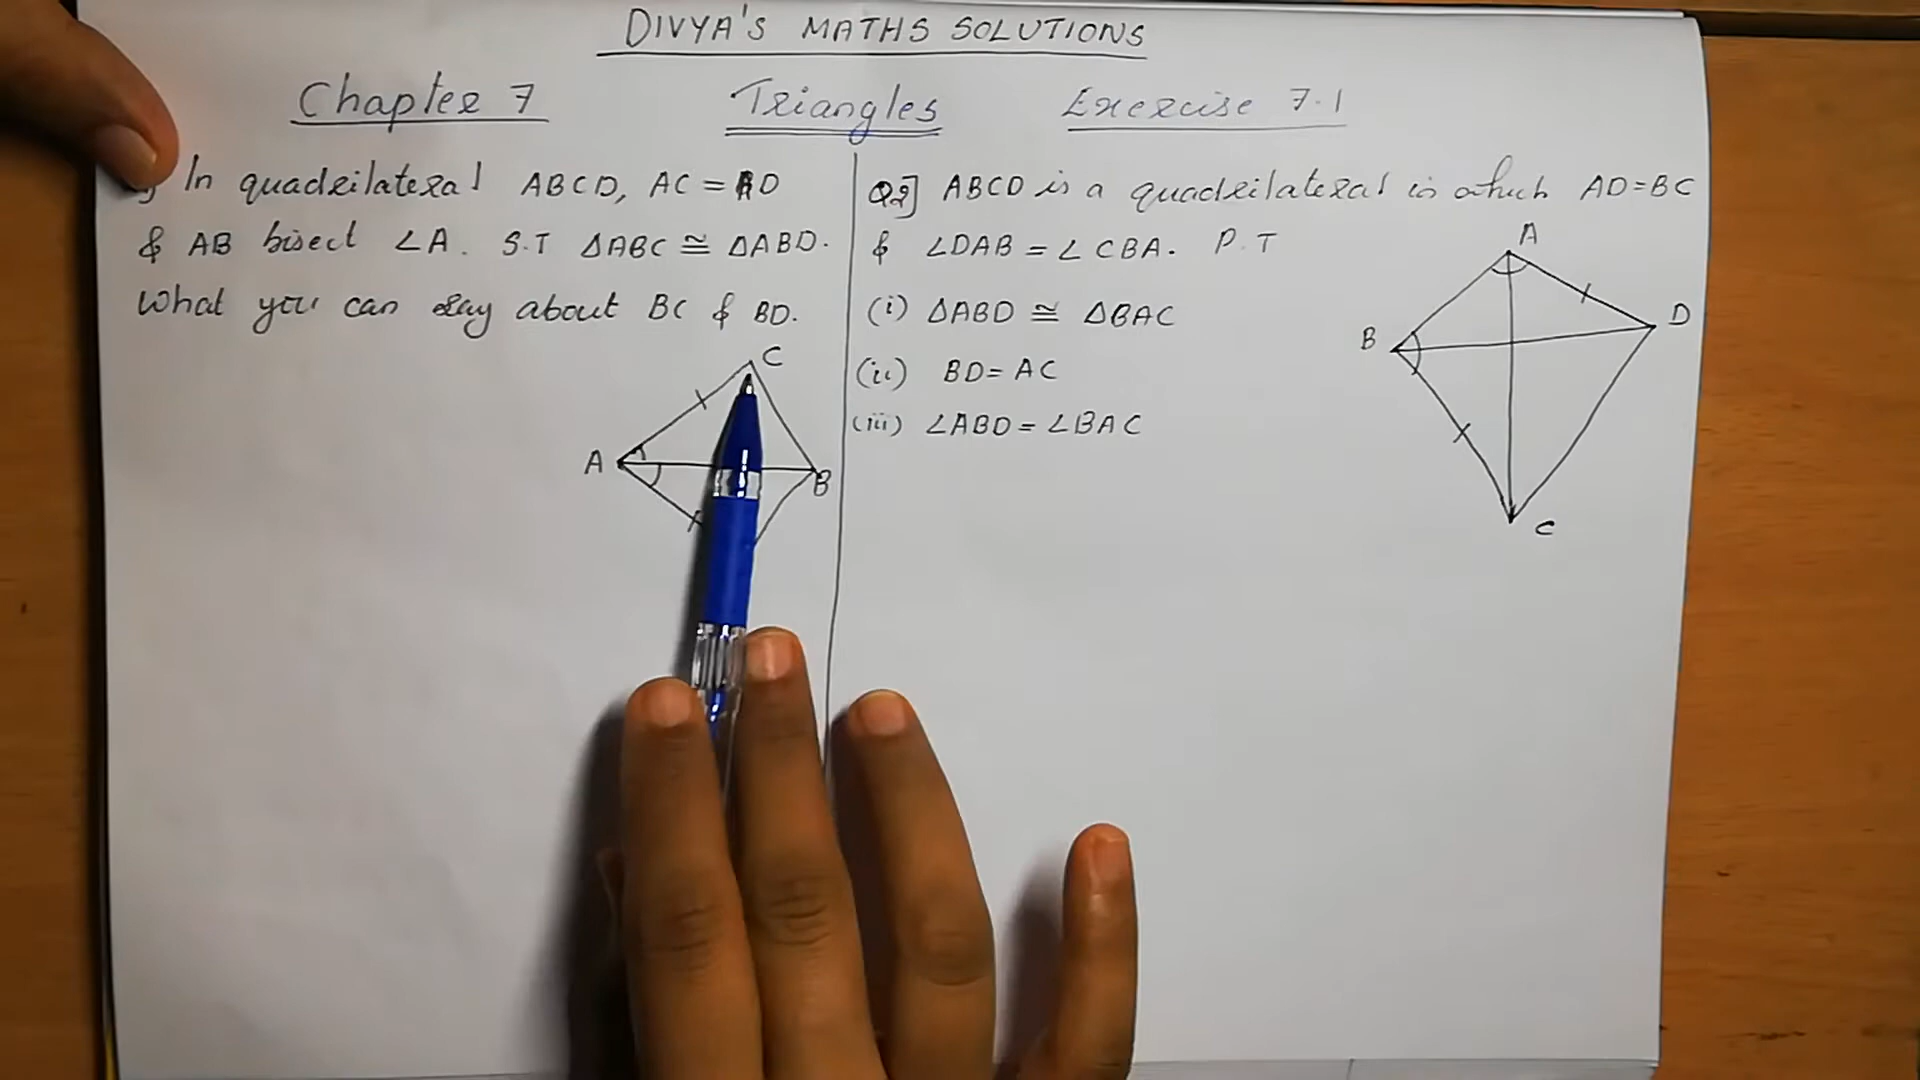 DIVYA'S MATHS SOLUTIONS
Chapter 7 Triangles Exercise 7.1
In quadrilateral ABCD, AC = AD
& AB bisect ∠A. S.T ΔABC ≅ ΔABD.
What you can say about BC & BD.
C
A
B
Q2] ABCD is a quadrilateral in which AD=BC
& ∠DAB = ∠CBA. P.T
(i) ΔABD ≅ ΔBAC
(ii) BD = AC
(iii) ∠ABD = ∠BAC
A
B
D
C